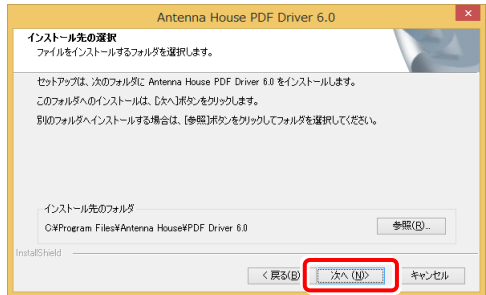 Antenna House PDF Driver 6.0
インストール先の選択
ファイルをインストールするフォルダを選択します。
セットアップは、次のフォルダに Antenna House PDF Driver 6.0 をインストールします。
このフォルダへのインストールは、[次へ]ボタンをクリックします。
別のフォルダへインストールする場合は、[参照]ボタンをクリックしてフォルダを選択してください。
インストール先のフォルダ
C:¥Program Files¥Antenna House¥PDF Driver 6.0
参照(R)...
InstallShield
< 戻る(B) 次へ (N)> キャンセル